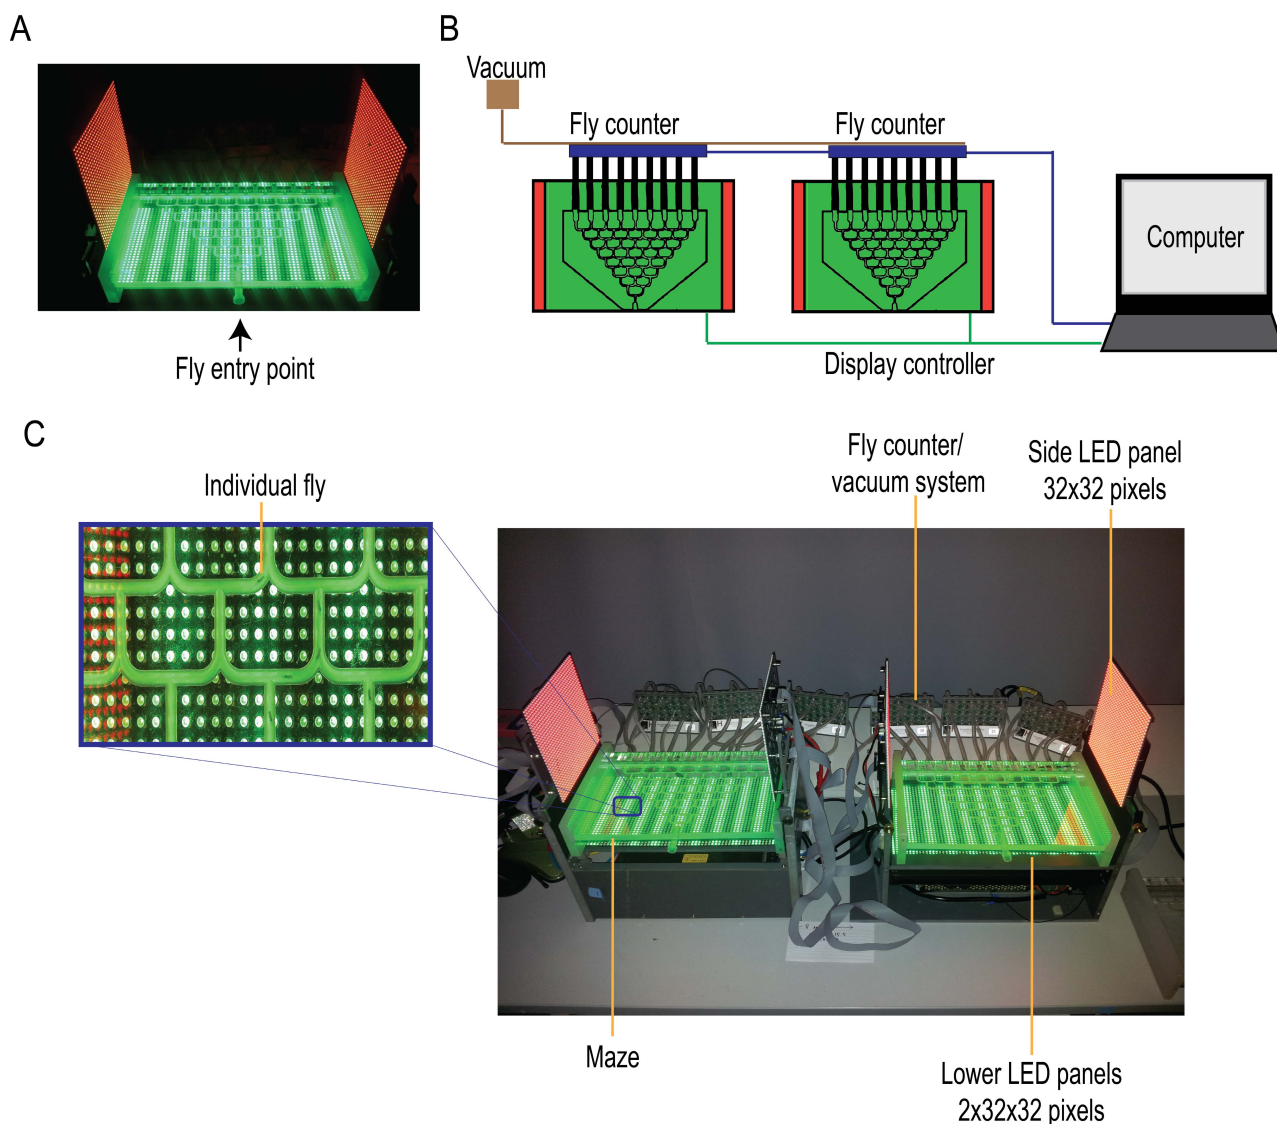 A
B
Vacuum
Fly counter
Fly counter
Computer
Fly entry point
Display controller
C
Fly counter/
vacuum system
Side LED panel
32x32 pixels
Individual fly
Maze
Lower LED panels
2x32x32 pixels